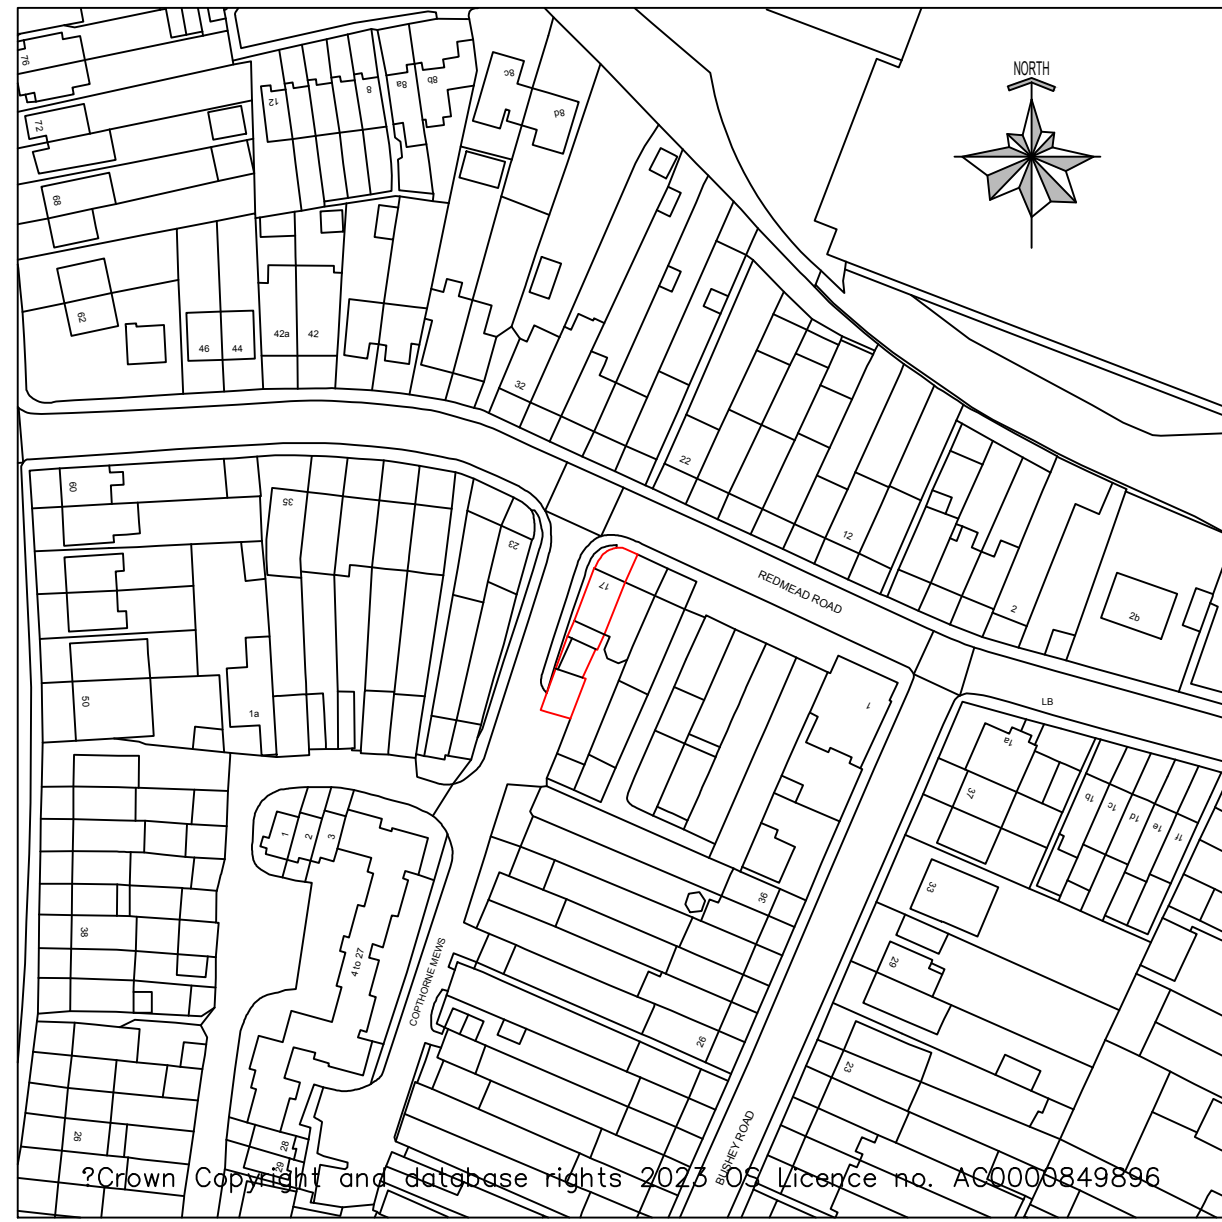 NORTH
76
72
68
62
12
8
8a
8b
8c
8d
46
44
42a
42
32
22
12
2
2b
60
35
23
17
REDMEAD ROAD
1
LB
50
1a
1a
37
1b
1c
1d
1e
1f
1
2
3
33
36
38
4 to 27
COPTHORNE MEWS
29
26
23
26
28
29
BUSHEY ROAD
?Crown Copyright and database rights 2023 OS Licence no. AC0000849896